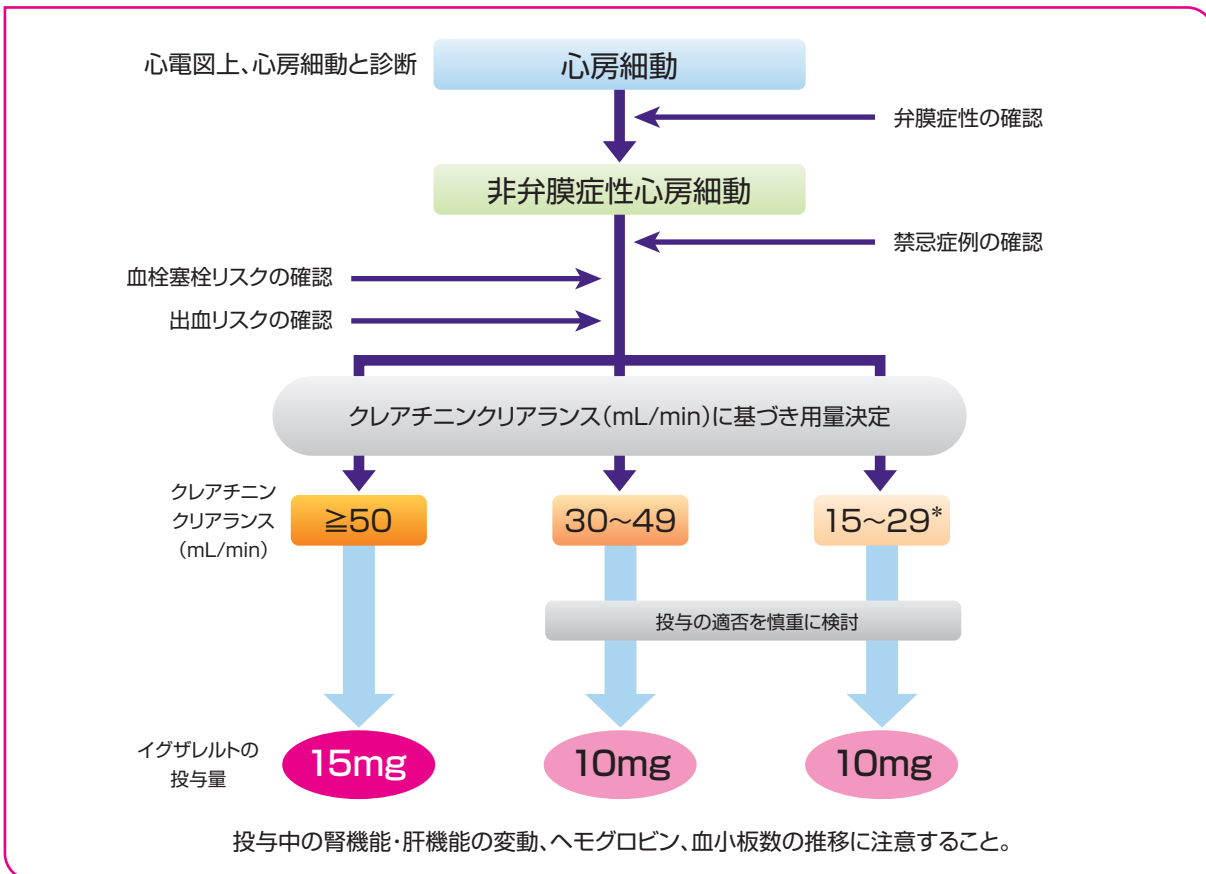 心電図上、心房細動と診断
心房細動
弁膜症性の確認
非弁膜症性心房細動
禁忌症例の確認
血栓塞栓リスクの確認
出血リスクの確認
クレアチニンクリアランス(mL/min)に基づき用量決定
クレアチニン
クリアランス
(mL/min)
≧50
30〜49
15〜29*
投与の適否を慎重に検討
イグザレルトの
投与量
15mg
10mg
10mg
投与中の腎機能・肝機能の変動、ヘモグロビン、血小板数の推移に注意すること。